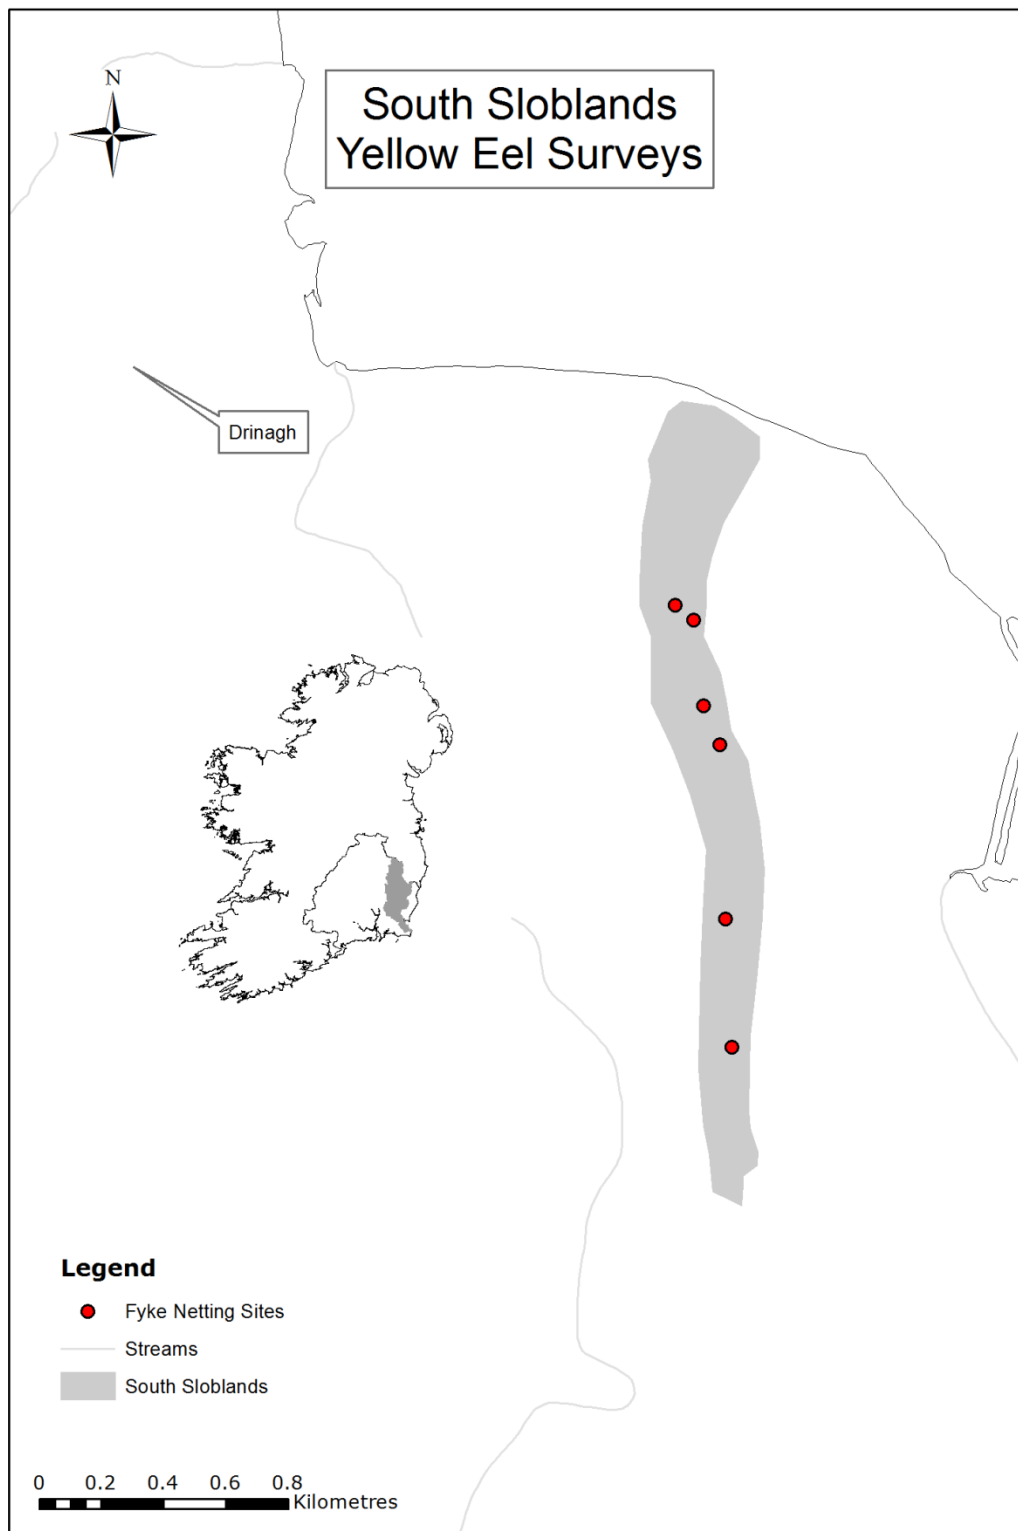 N
South Sloblands
Yellow Eel Surveys
Drinagh
Legend
Fyke Netting Sites
Streams
South Sloblands
0 0.2 0.4 0.6 0.8
Kilometres